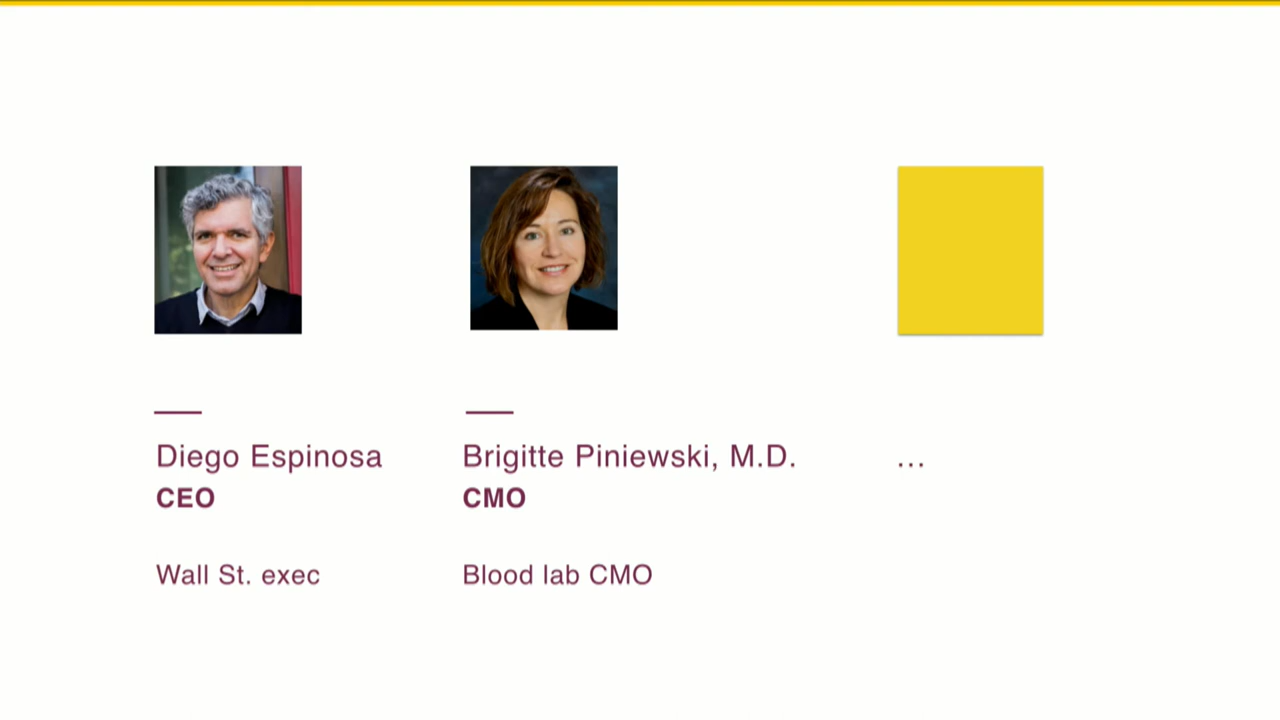 Diego Espinosa
CEO
Wall St. exec
Brigitte Piniewski, M.D.
CMO
Blood lab CMO
...